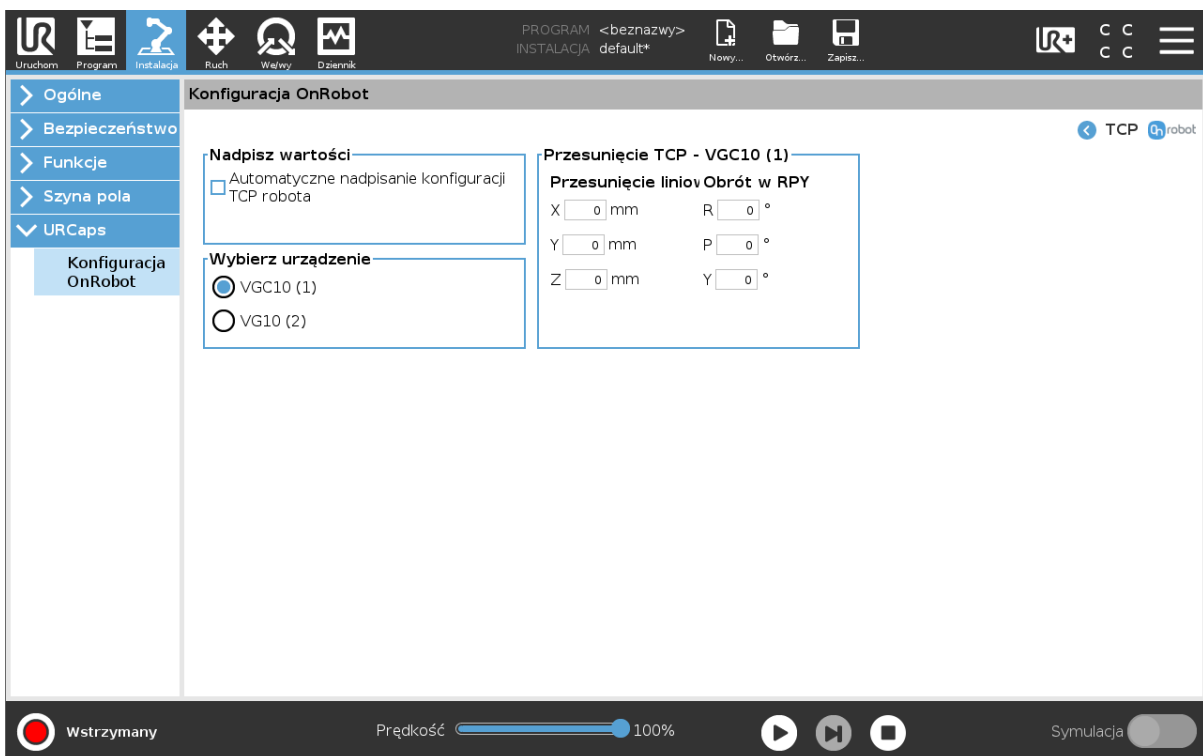 PROGRAM <beznazwy>
INSTALACJA default*
UR+
C C
C C
Uruchom Program Instalacja Ruch We/wy Dziennik Nowy... Otwórz... Zapisz...
Ogólne
Bezpieczeństwo
Funkcje
Szyna pola
URCaps
Konfiguracja
OnRobot
Konfiguracja OnRobot
TCP OnRobot
Nadpisz wartości
Automatyczne nadpisanie konfiguracji
TCP robota
Wybierz urządzenie
VGC10 (1)
VG10 (2)
Przesunięcie TCP - VGC10 (1)
Przesunięcie liniov Obrót w RPY
X 0 mm R 0 °
Y 0 mm P 0 °
Z 0 mm Y 0 °
Wstrzymany
Prędkość 100%
Symulacja